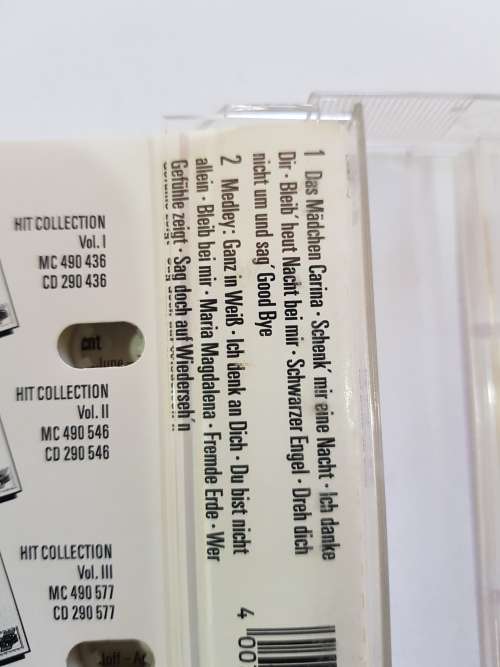 HIT COLLECTION
Vol. I
MC 490 436
CD 290 436
cnt
June
HIT COLLECTION
Vol. II
MC 490 546
CD 290 546
HIT COLLECTION
Vol. III
MC 490 577
CD 290 577
1 Das Mädchen Carina · Schenk´ mir eine Nacht · Ich danke
Dir · Bleib´ heut Nacht bei mir · Schwarzer Engel · Dreh dich
nicht um und sag´ Good Bye
2 Medley: Ganz in Weiß · Ich denk an Dich · Du bist nicht
allein · Bleib bei mir · Maria Magdalena · Fremde Erde · Wer
Gefühle zeigt · Sag doch auf Wiederseh'n
4 00